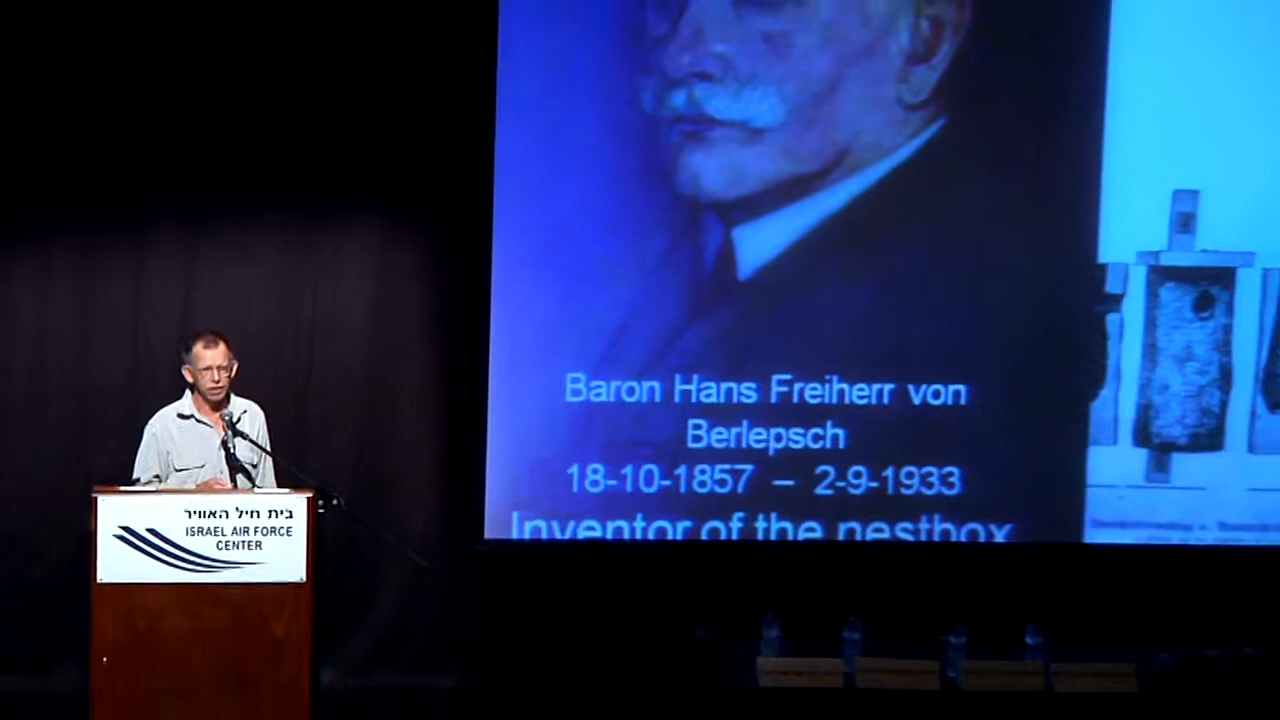 Baron Hans Freiherr von
Berlepsch
18-10-1857 – 2-9-1933
Inventor of the nestbox
בית חיל האוויר
ISRAEL AIR FORCE
CENTER